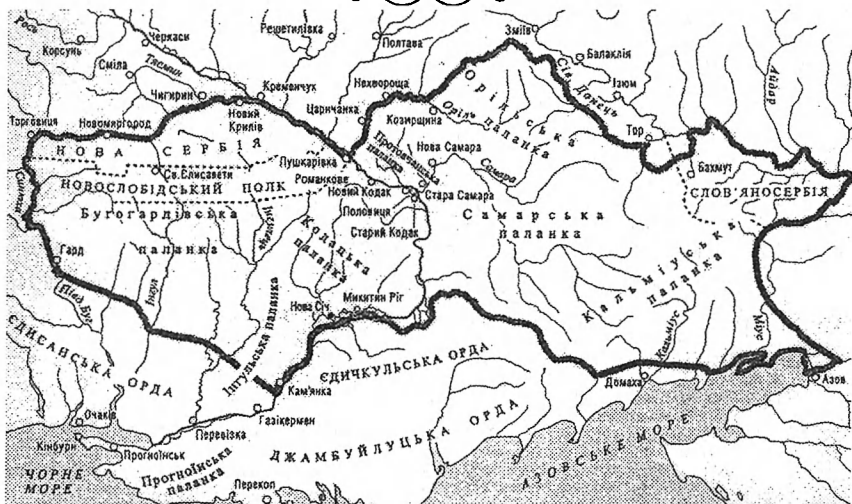 Рось
Корсунь
Черкаси
Тясмин
Сміла
Чигирин
Решетилівка
Полтава
Кременчук
Нехвороща
Царичанка
Новий
Крилів
Козирщина
Зміїв
Балаклія
Сів. Донець
Ізюм
Айдар
Тор
Бахмут
СЛОВ'ЯНОСЕРБІЯ
Орільська
паланка
Оріль
Торговиця
Новомиргород
НОВА СЕРБІЯ
Св.Єлисавети
НОВОСЛОБІДСЬКИЙ ПОЛК
Пушкарівка
Романкове
Протовчанська
паланка
Нова Самара
Самара
Новий Кодак
Стара Самара
Половиця
Старий Кодак
Самарська
паланка
Бугогардівська
паланка
Синюха
Гард
Півд. Буг
Інгул
Інгулець
Кодацька
паланка
Нова Січ
Микитин Ріг
Кальміуська
паланка
Кальміус
Міус
Домаха
Азов
ЄДИСАНСЬКА ОРДА
Інгульська паланка
ЄДИЧКУЛЬСЬКА ОРДА
Кам'янка
Газікермен
ДЖАМБУЙЛУЦЬКА ОРДА
Очаків
Кінбурн
Прогноїнськ
Перевізка
Прогноїнська
паланка
Перекоп
ЧОРНЕ
МОРЕ
АЗОВСЬКЕ МОРЕ